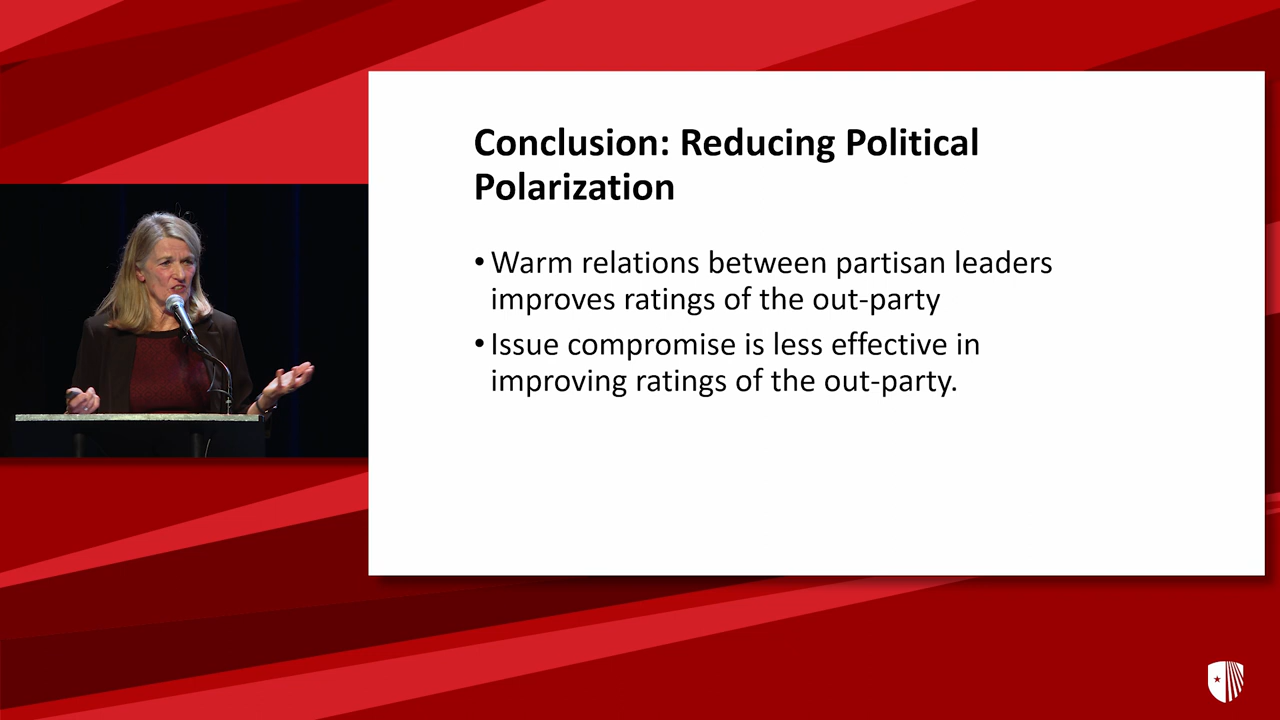 Conclusion: Reducing Political
Polarization
• Warm relations between partisan leaders
improves ratings of the out-party
• Issue compromise is less effective in
improving ratings of the out-party.